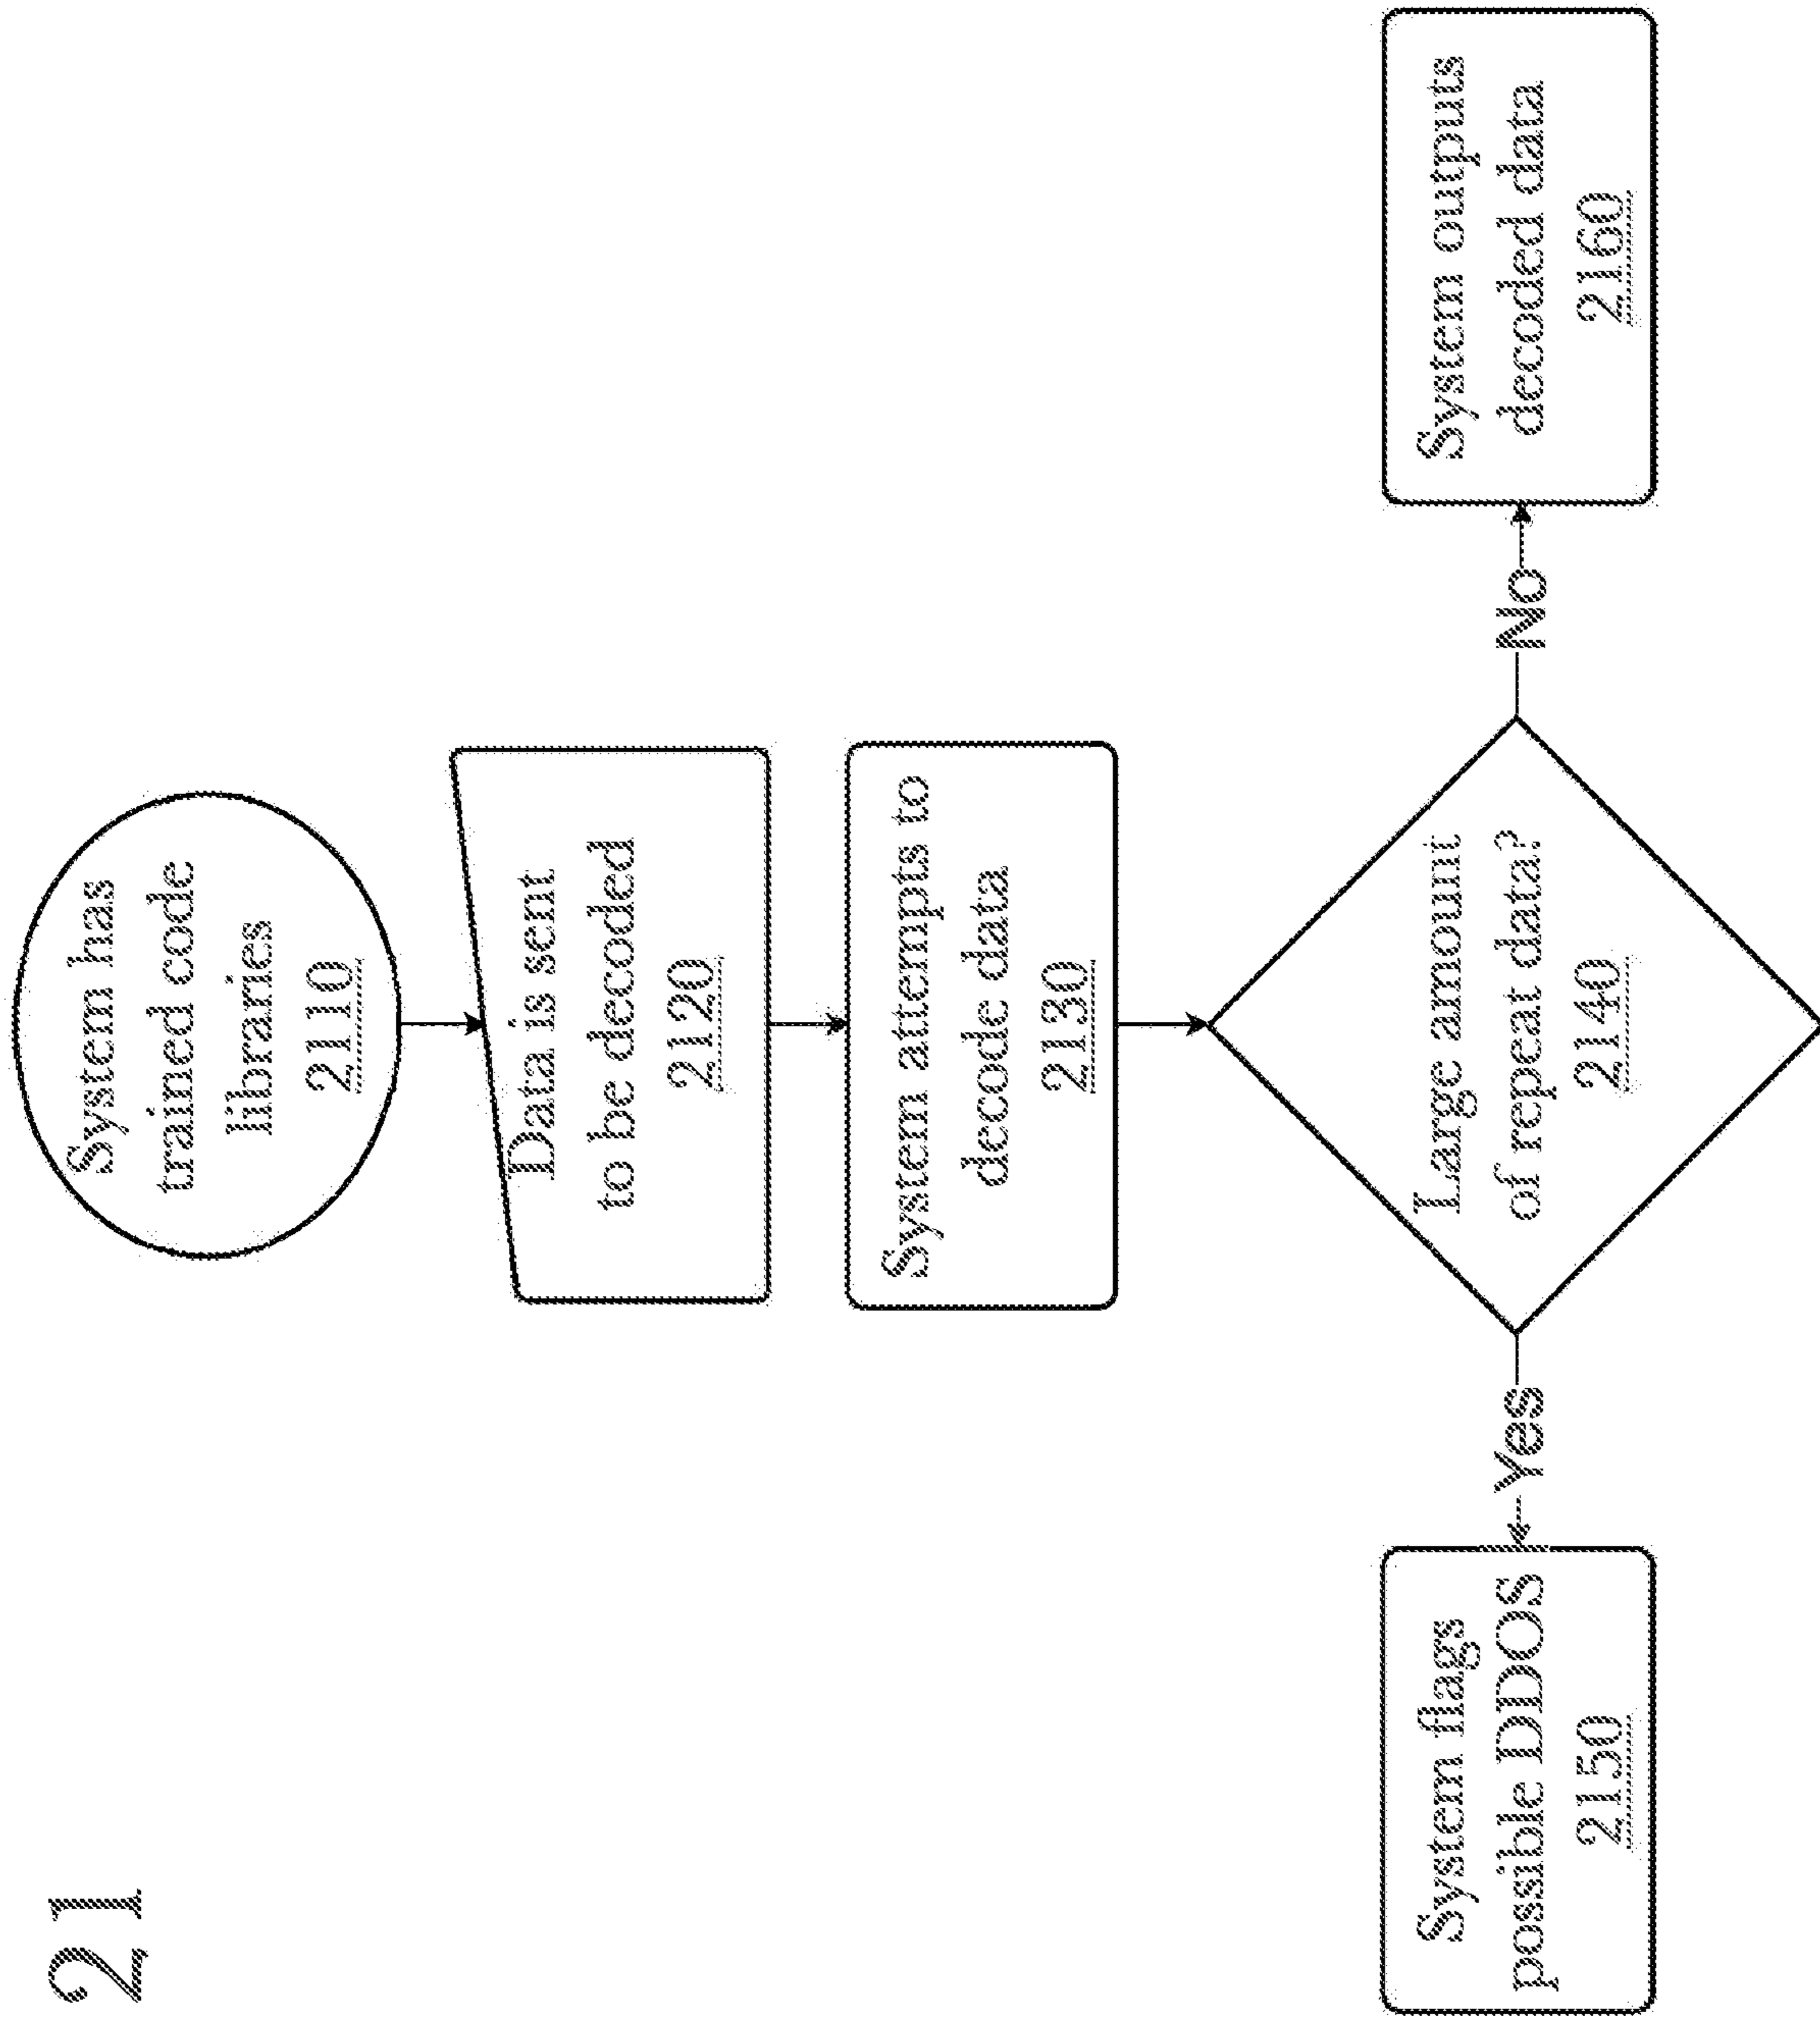 21
System has
trained code
libraries
2110
Data is sent
to be decoded
2120
System attempts to
decode data
2130
Large amount
of repeat data?
2140
Yes
No
System flags
possible DDOS
2150
System outputs
decoded data
2160